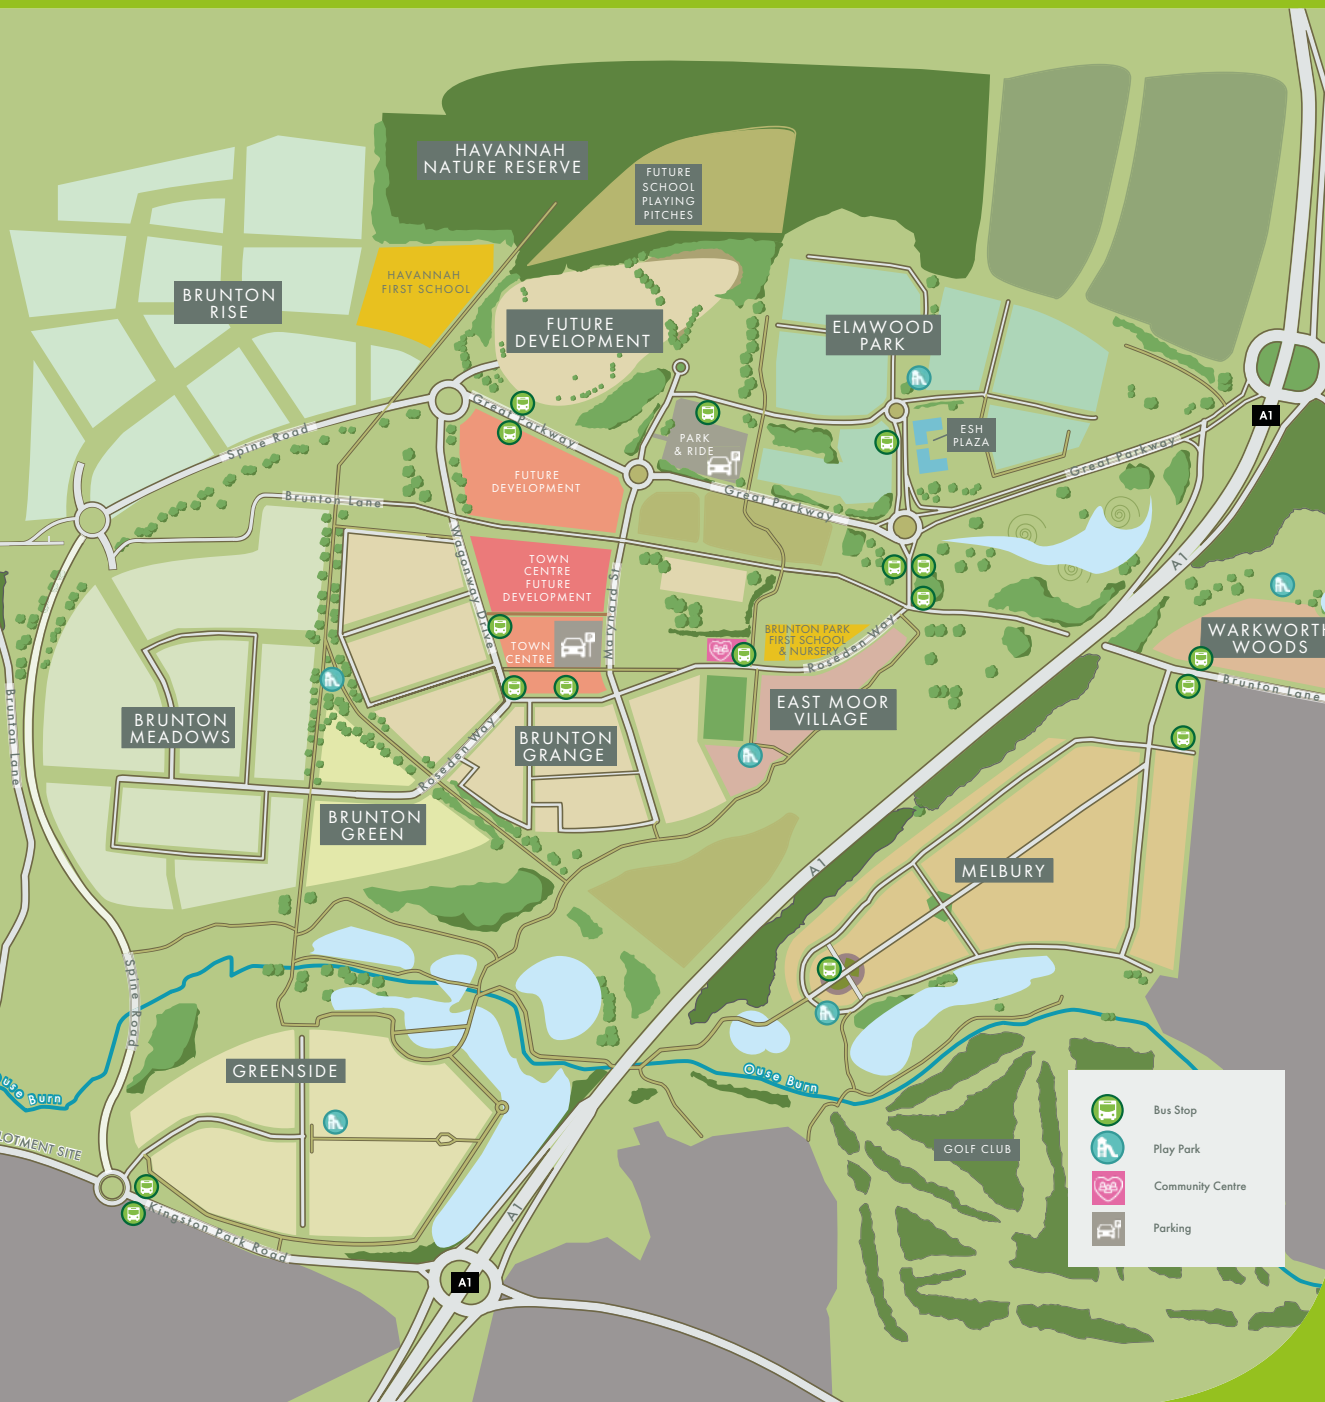 HAVANNAH
NATURE RESERVE
FUTURE
SCHOOL
PLAYING
PITCHES
HAVANNAH
FIRST SCHOOL
BRUNTON
RISE
FUTURE
DEVELOPMENT
ELMWOOD
PARK
A1
Great Parkway
PARK
& RIDE
ESH
PLAZA
Spine Road
Great Parkway
FUTURE
DEVELOPMENT
Brunton Lane
Great Parkway
Wagonway Drive
TOWN
CENTRE
FUTURE
DEVELOPMENT
Marynard St
A1
TOWN
CENTRE
BRUNTON PARK
FIRST SCHOOL
& NURSERY
Roseden Way
WARKWORTH
WOODS
Brunton Lane
EAST MOOR
VILLAGE
BRUNTON
MEADOWS
Brunton Lane
BRUNTON
GRANGE
Roseden Way
BRUNTON
GREEN
A1
MELBURY
Spine Road
GREENSIDE
Ouse Burn
use Burn
LOTMENT SITE
GOLF CLUB
Bus Stop
Play Park
Community Centre
Parking
Kingston Park Road
A1
A1